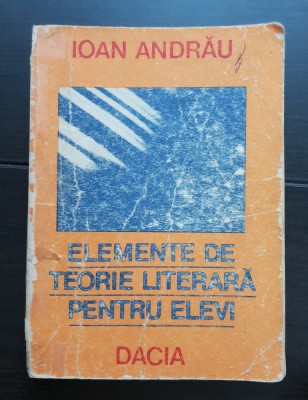 IOAN ANDRĂU
ELEMENTE DE
TEORIE LITERARĂ
PENTRU ELEVI
DACIA